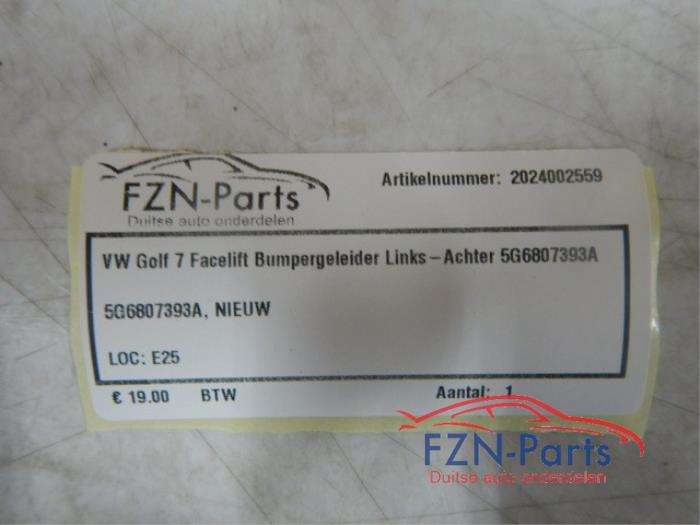 FZN-Parts
Duitse auto onderdelen
Artikelnummer: 2024002559
VW Golf 7 Facelift Bumpergeleider Links-Achter 5G6807393A
5G6807393A, NIEUW
LOC: E25
€ 19.00 BTW Aantal: 1
FZN-Parts
Duitse auto onderdelen